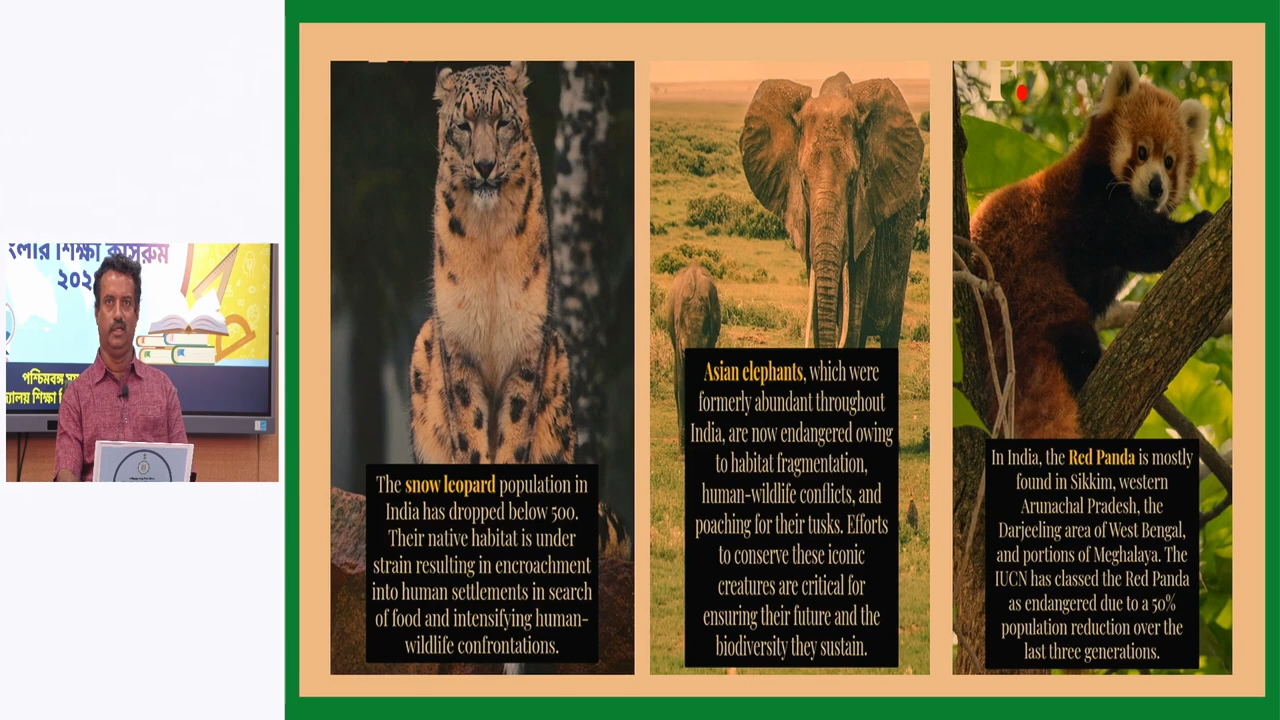 শিক্ষা
পশ্চিমবঙ্গ
শিক্ষা
The snow leopard population in
India has dropped below 500.
Their native habitat is under
strain resulting in encroachment
into human settlements in search
of food and intensifying human-
wildlife confrontations.
Asian elephants, which were
formerly abundant throughout
India, are now endangered owing
to habitat fragmentation,
human-wildlife conflicts, and
poaching for their tusks. Efforts
to conserve these iconic
creatures are critical for
ensuring their future and the
biodiversity they sustain.
In India, the Red Panda is mostly
found in Sikkim, western
Arunachal Pradesh, the
Darjeeling area of West Bengal,
and portions of Meghalaya. The
IUCN has classed the Red Panda
as endangered due to a 50%
population reduction over the
last three generations.